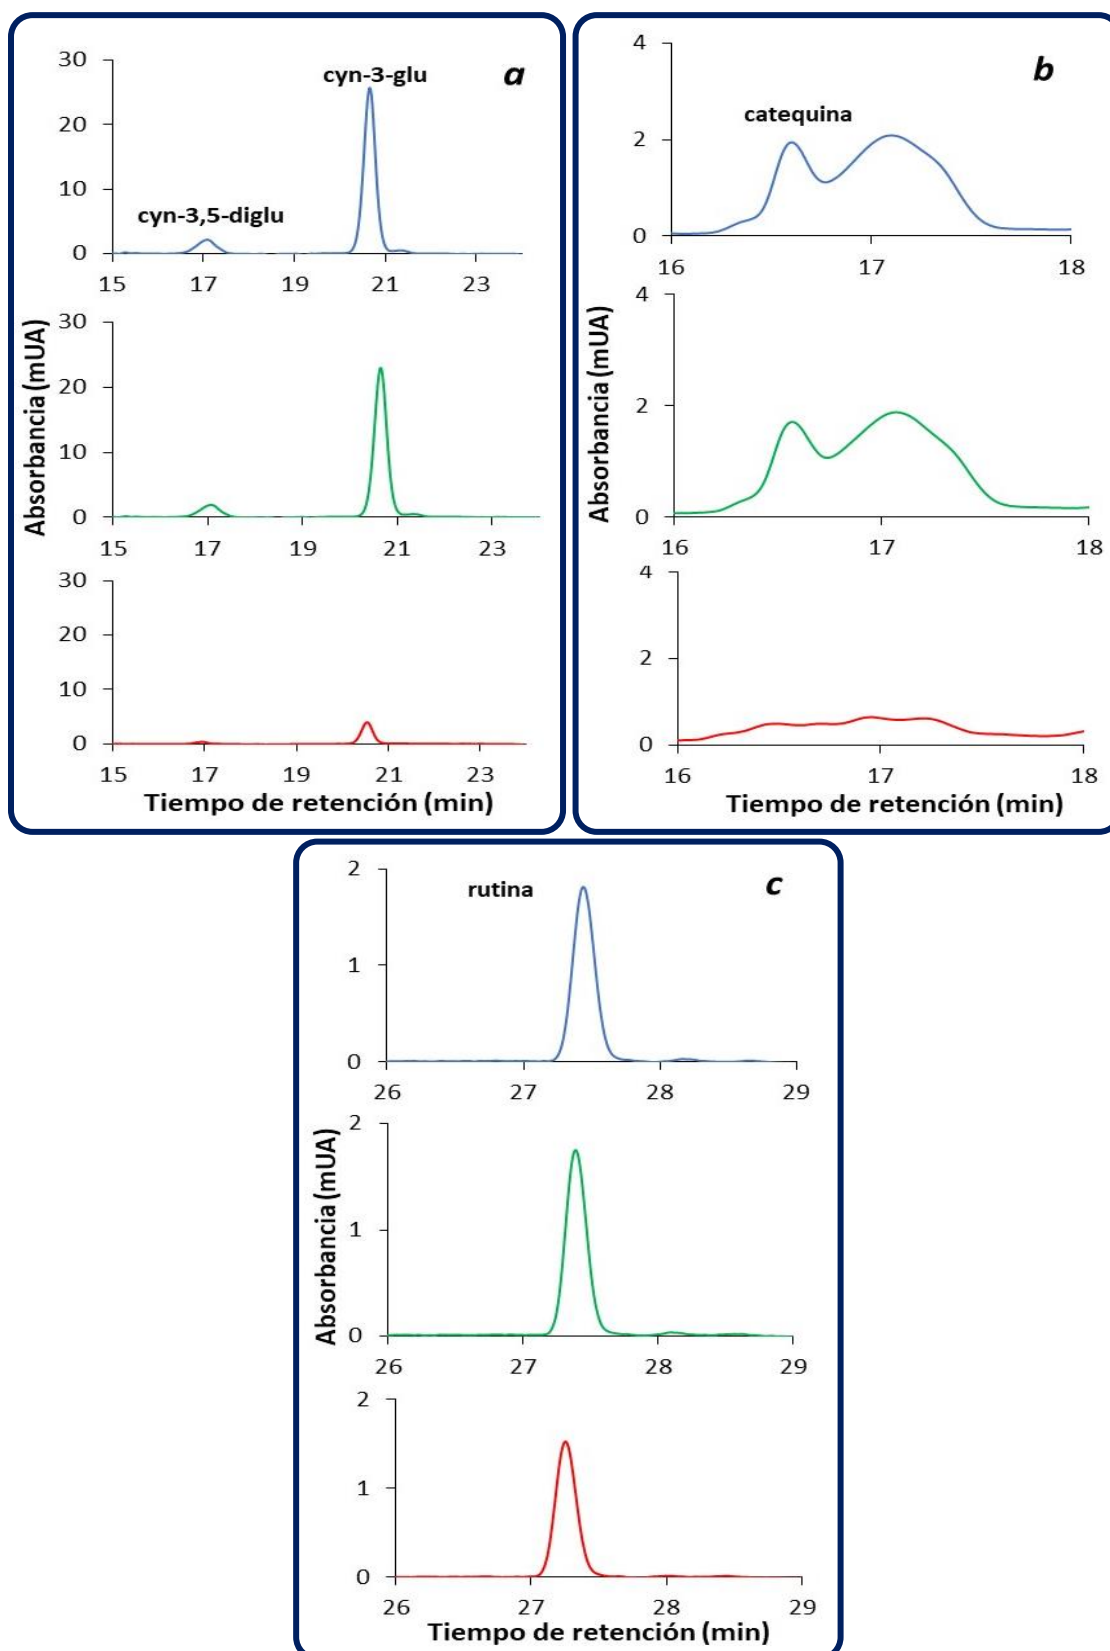 a
cyn-3-glu
cyn-3,5-diglu
30
20
10
0
15 17 19 21 23
30
20
10
0
15 17 19 21 23
30
20
10
0
15 17 19 21 23
Absorbancia (mUA)
Tiempo de retención (min)
b
catequina
4
2
0
16 17 18
4
2
0
16 17 18
4
2
0
16 17 18
Absorbancia (mUA)
Tiempo de retención (min)
c
rutina
2
1
0
26 27 28 29
2
1
0
26 27 28 29
2
1
0
26 27 28 29
Absorbancia (mUA)
Tiempo de retención (min)